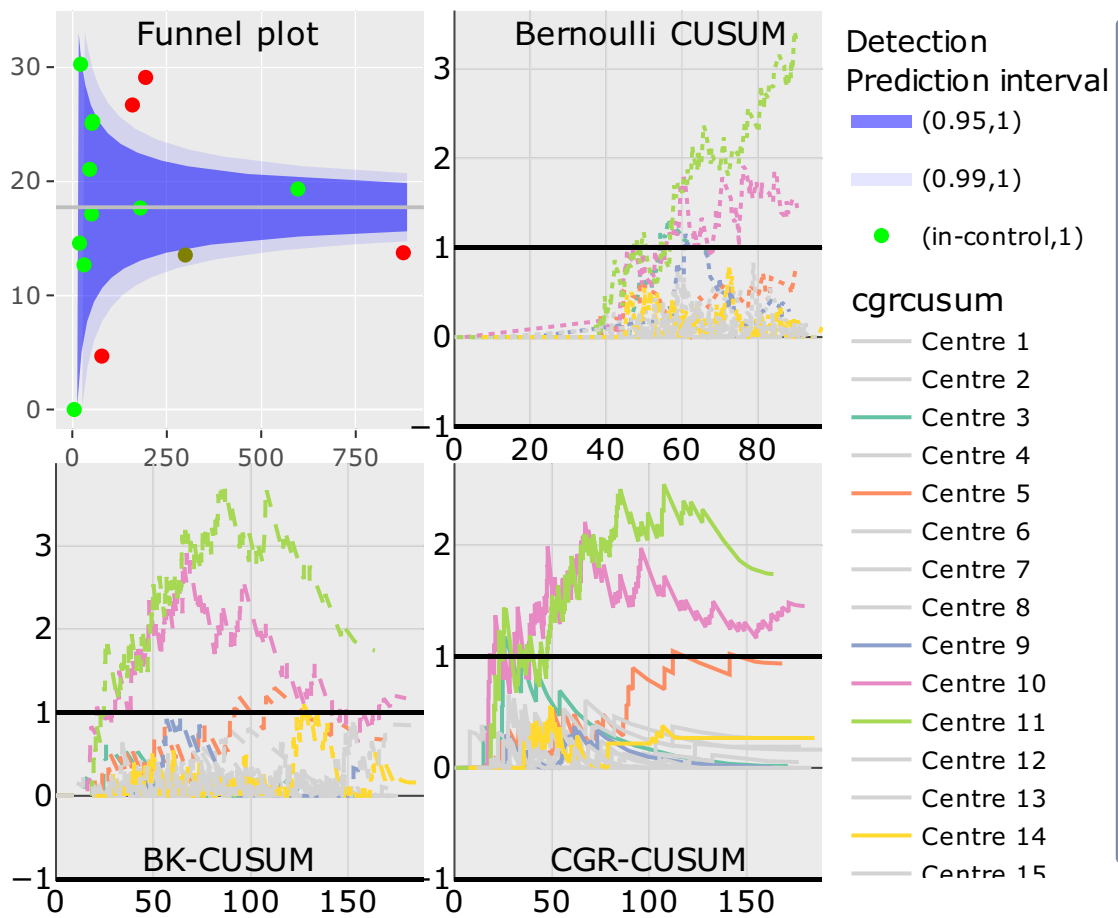 Funnel plot
30
20
10
0
0
250
500
750
Bernoulli CUSUM
3
2
1
0
−1
0
20
40
60
80
BK-CUSUM
3
2
1
0
−1
0
50
100
150
CGR-CUSUM
2
1
0
−1
0
50
100
150
Detection
Prediction interval
(0.95,1)
(0.99,1)
(in-control,1)
cgrcusum
Centre 1
Centre 2
Centre 3
Centre 4
Centre 5
Centre 6
Centre 7
Centre 8
Centre 9
Centre 10
Centre 11
Centre 12
Centre 13
Centre 14
Centre 15